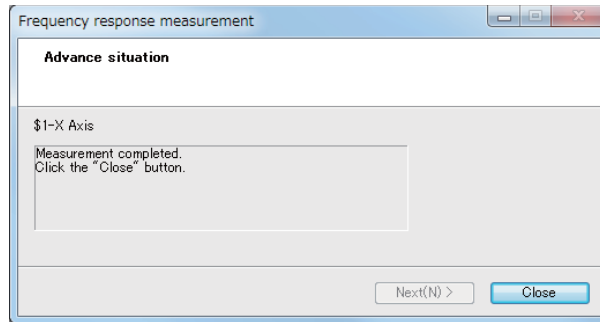 Frequency response measurement
Advance situation
$1-X Axis
Measurement completed.
Click the "Close" button.
Next(N) >
Close